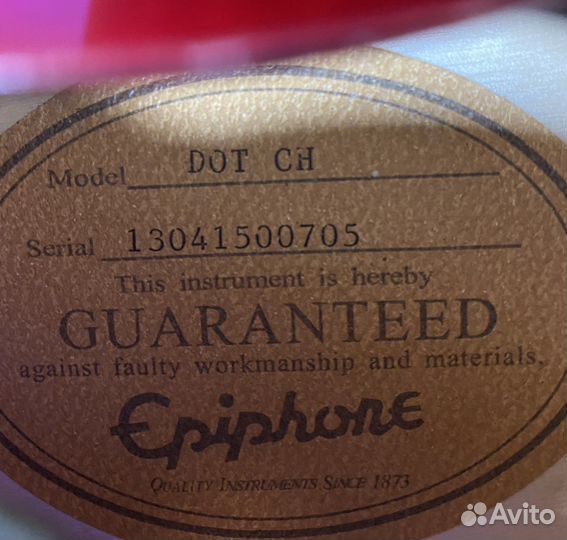 Model DOT CH
Serial 13041500705
This instrument is hereby
GUARANTEED
against faulty workmanship and materials.
Epiphone
QUALITY INSTRUMENTS SINCE 1873
Avito